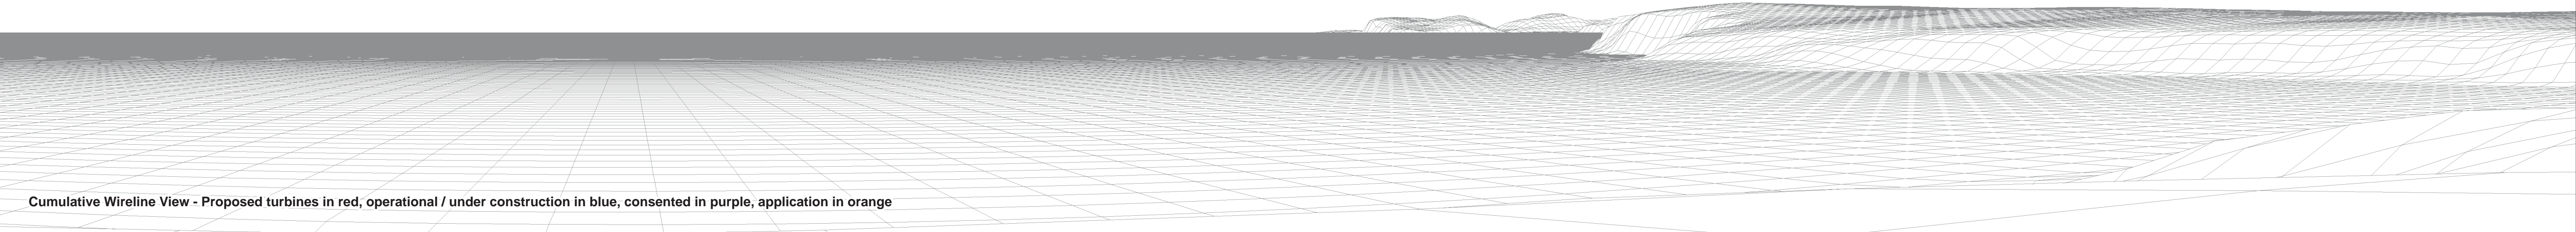 Cumulative Wireline View - Proposed turbines in red, operational / under construction in blue, consented in purple, application in orange